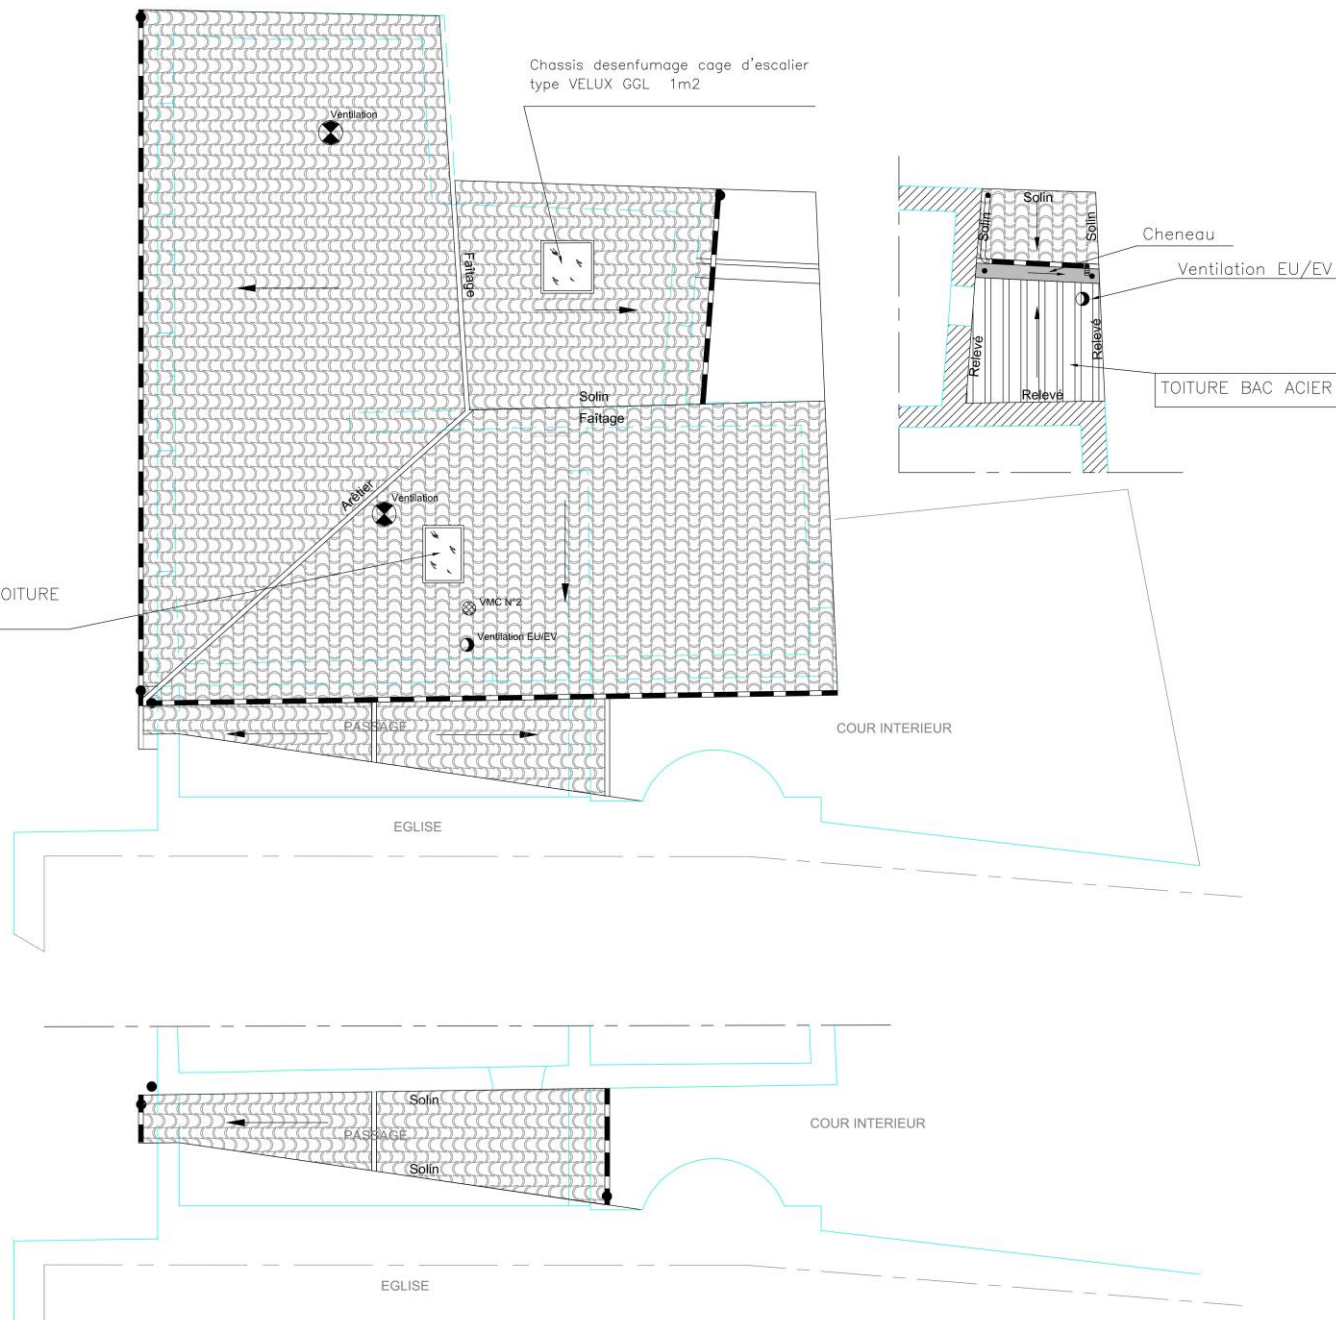 Chassis desenfumage cage d'escalier
type VELUX GGL 1m2
Ventilation
Faîtage
Solin
Faîtage
Arêtier
Ventilation
OITURE
VMC N°2
Ventilation EU/EV
PASSAGE
COUR INTERIEUR
EGLISE
Solin
Solin
Solin
Cheneau
Ventilation EU/EV
Relevé
Relevé
Relevé
TOITURE BAC ACIER
Solin
PASSAGE
Solin
COUR INTERIEUR
EGLISE